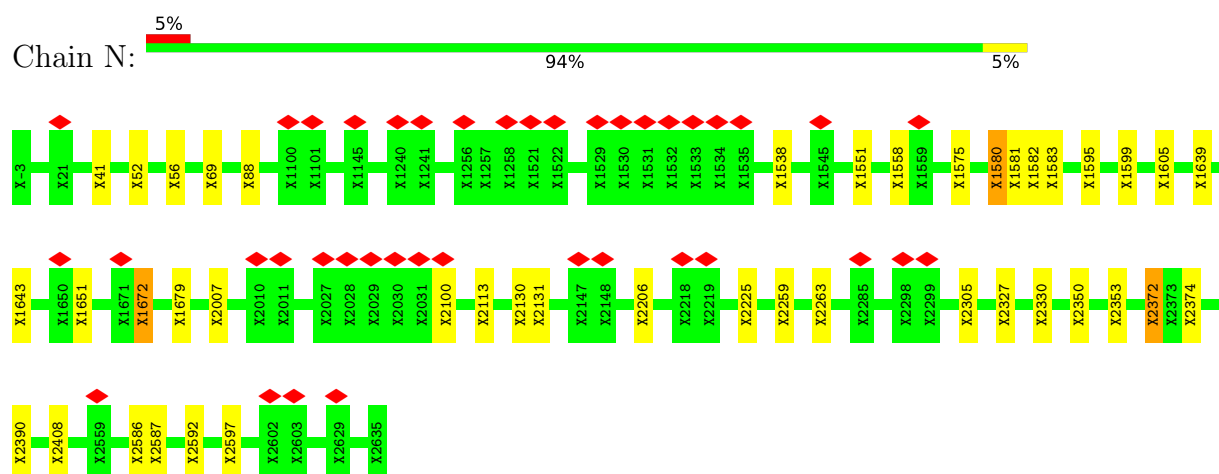 5%
Chain N:
94%
5%
X-3 X21 X41 X52 X56 X69 X88 X1100 X1101 X1145 X1240 X1241 X1256 X1257 X1258 X1521 X1522 X1529 X1530 X1531 X1532 X1533 X1534 X1535 X1538 X1545 X1551 X1558 X1559 X1575 X1580 X1581 X1582 X1583 X1595 X1599 X1605 X1639
X1643 X1650 X1651 X1671 X1672 X1679 X2007 X2010 X2011 X2027 X2028 X2029 X2030 X2031 X2100 X2113 X2130 X2131 X2147 X2148 X2206 X2218 X2219 X2225 X2259 X2263 X2285 X2298 X2299 X2305 X2327 X2330 X2350 X2353 X2372 X2373 X2374
X2390 X2408 X2559 X2586 X2587 X2592 X2597 X2602 X2603 X2629 X2635